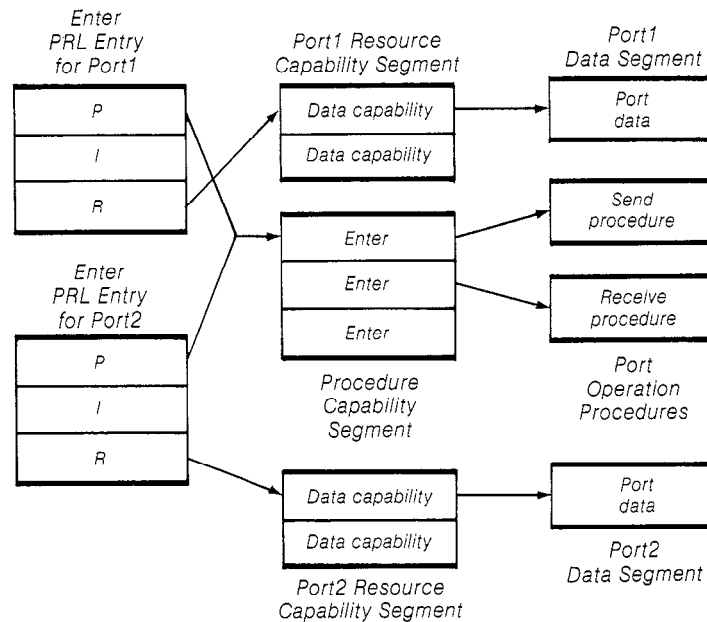 Enter
PRL Entry
for Port1
P
I
R
Port1 Resource
Capability Segment
Data capability
Data capability
Port1
Data Segment
Port
data
Send
procedure
Enter
Enter
Enter
Receive
procedure
Procedure
Capability
Segment
Port
Operation
Procedures
Enter
PRL Entry
for Port2
P
I
R
Data capability
Data capability
Port2 Resource
Capability Segment
Port
data
Port2
Data Segment